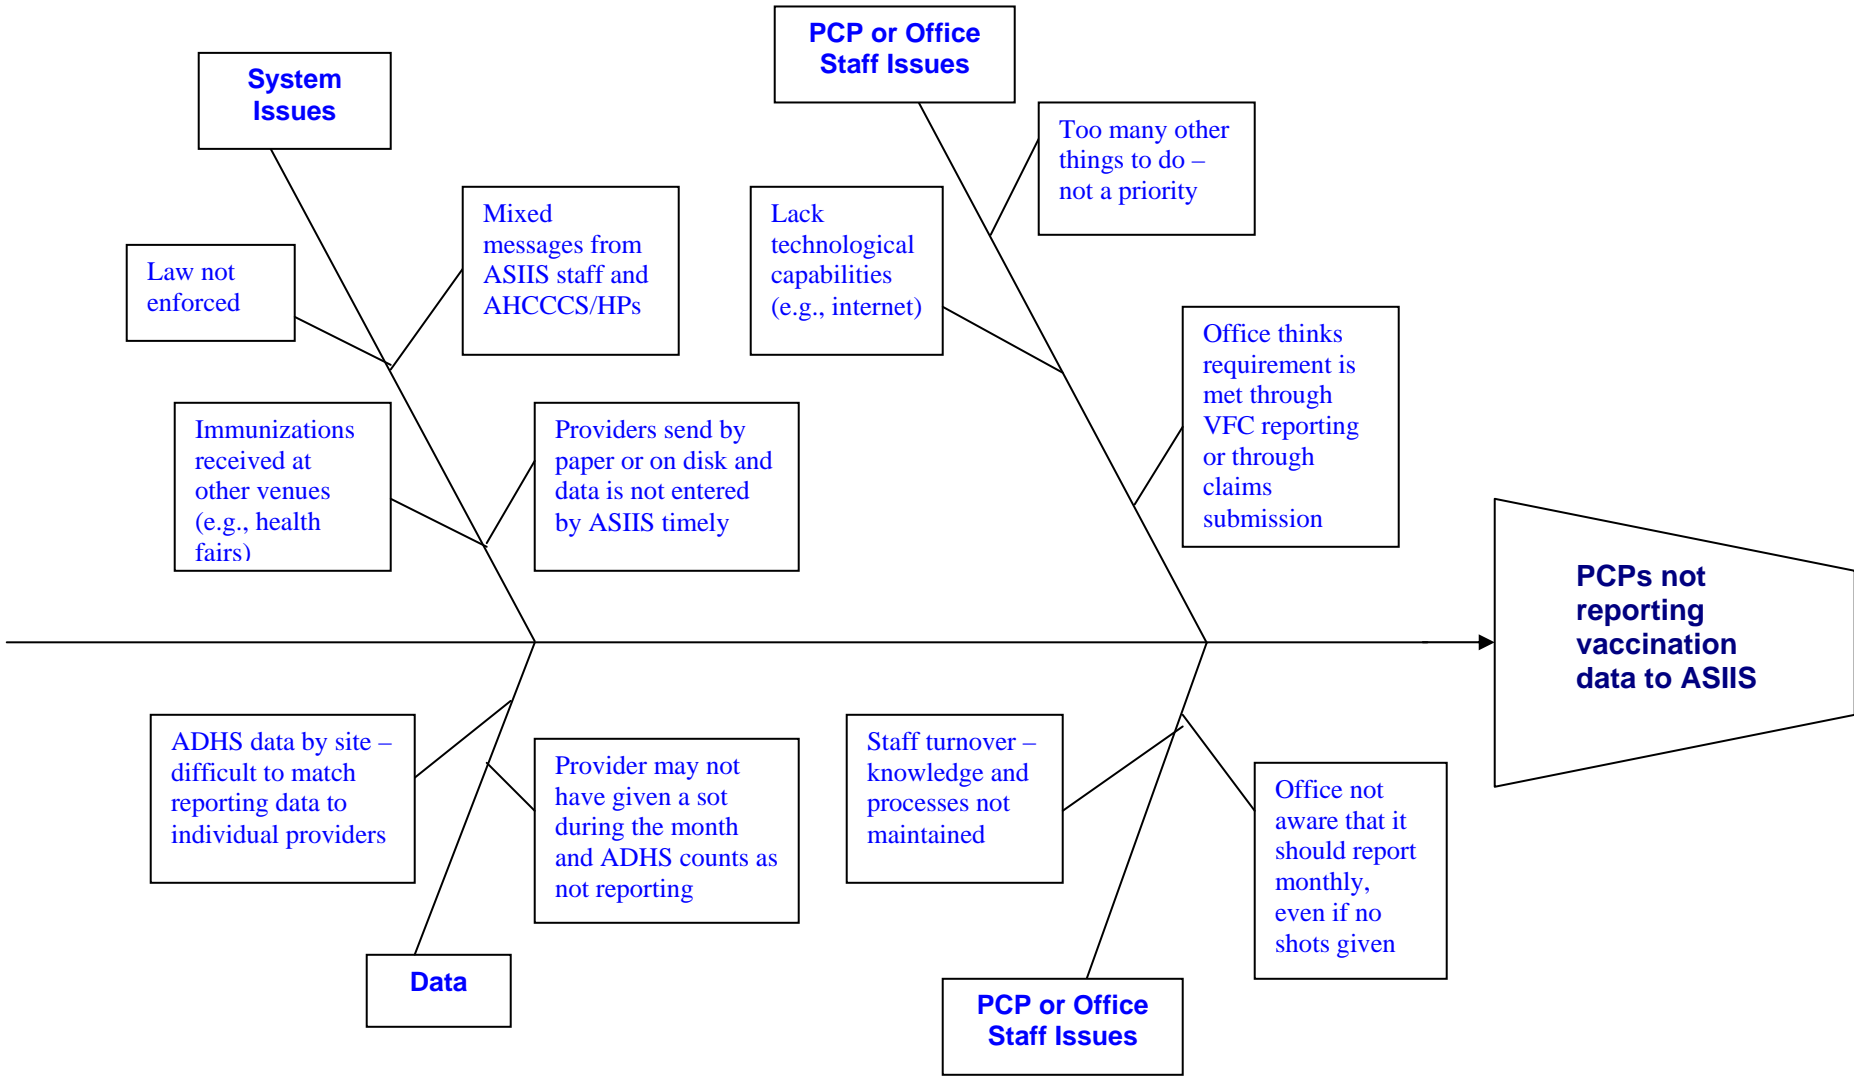 PCP or Office
Staff Issues
System
Issues
Too many other
things to do –
not a priority
Mixed
messages from
ASIIS staff and
AHCCCS/HPs
Lack
technological
capabilities
(e.g., internet)
Law not
enforced
Office thinks
requirement is
met through
VFC reporting
or through
claims
submission
Immunizations
received at
other venues
(e.g., health
fairs)
Providers send by
paper or on disk and
data is not entered
by ASIIS timely
PCPs not
reporting
vaccination
data to ASIIS
ADHS data by site –
difficult to match
reporting data to
individual providers
Provider may not
have given a sot
during the month
and ADHS counts as
not reporting
Staff turnover –
knowledge and
processes not
maintained
Office not
aware that it
should report
monthly,
even if no
shots given
Data
PCP or Office
Staff Issues